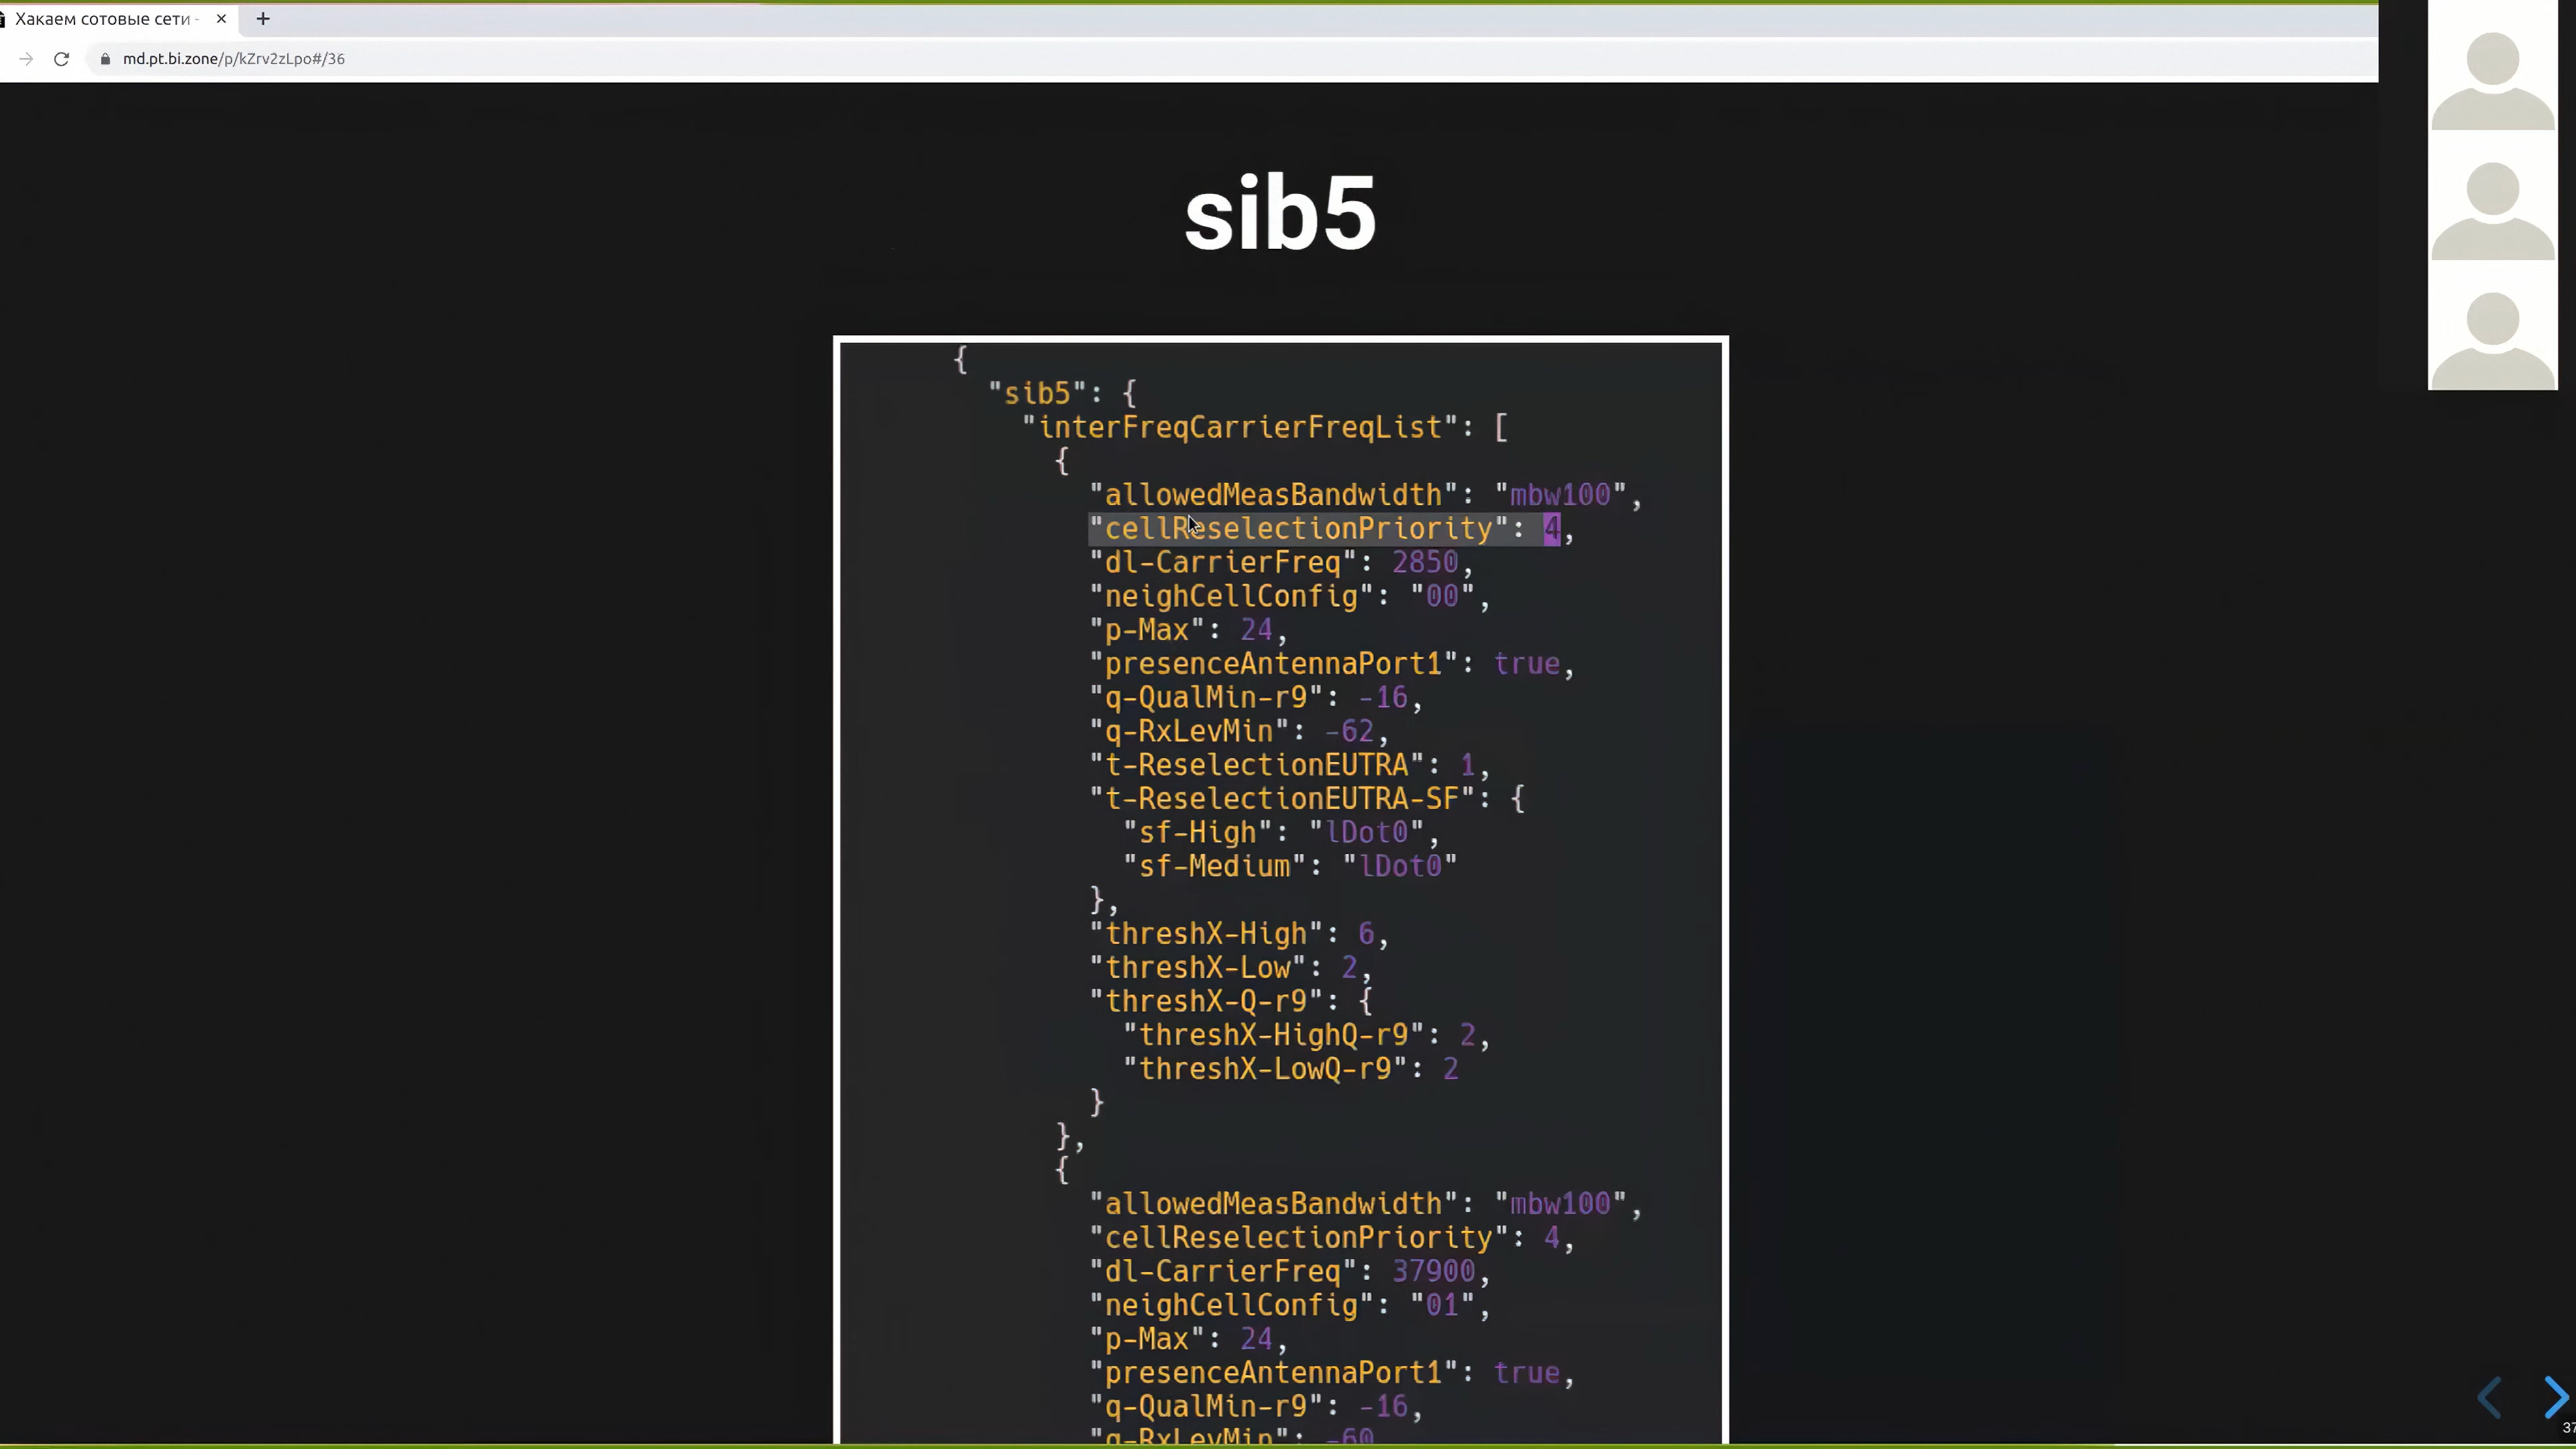 Хакаем сотовые сети -
md.pt.bi.zone/p/kZrv2zLpo#/36
sib5
{
"sib5": {
"interFreqCarrierFreqList": [
{
"allowedMeasBandwidth": "mbw100",
"cellReselectionPriority": 4,
"dl-CarrierFreq": 2850,
"neighCellConfig": "00",
"p-Max": 24,
"presenceAntennaPort1": true,
"q-QualMin-r9": -16,
"q-RxLevMin": -62,
"t-ReselectionEUTRA": 1,
"t-ReselectionEUTRA-SF": {
"sf-High": "lDot0",
"sf-Medium": "lDot0"
},
"threshX-High": 6,
"threshX-Low": 2,
"threshX-Q-r9": {
"threshX-HighQ-r9": 2,
"threshX-LowQ-r9": 2
}
},
{
"allowedMeasBandwidth": "mbw100",
"cellReselectionPriority": 4,
"dl-CarrierFreq": 37900,
"neighCellConfig": "01",
"p-Max": 24,
"presenceAntennaPort1": true,
"q-QualMin-r9": -16,
"q-RxLevMin": -60
37